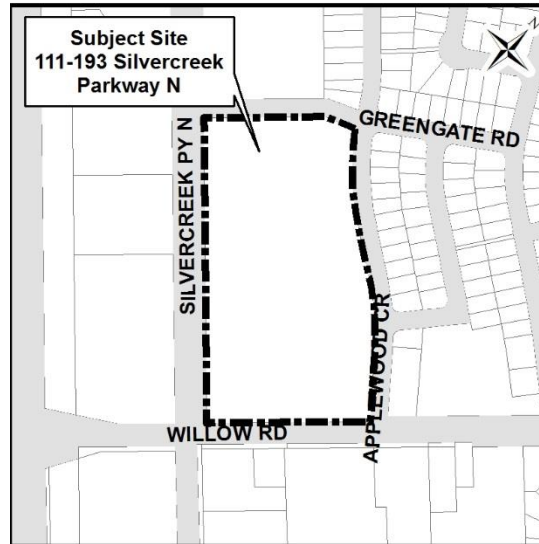 Subject Site
111-193 Silvercreek
Parkway N
N
GREENGATE RD
SILVERCREEK PY N
APPLEWOOD CR
WILLOW RD